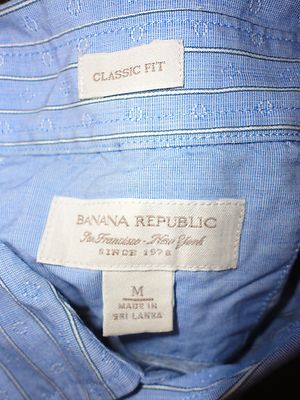 CLASSIC FIT
BANANA REPUBLIC
San Francisco - New York
SINCE 1978
M
MADE IN
SRI LANKA